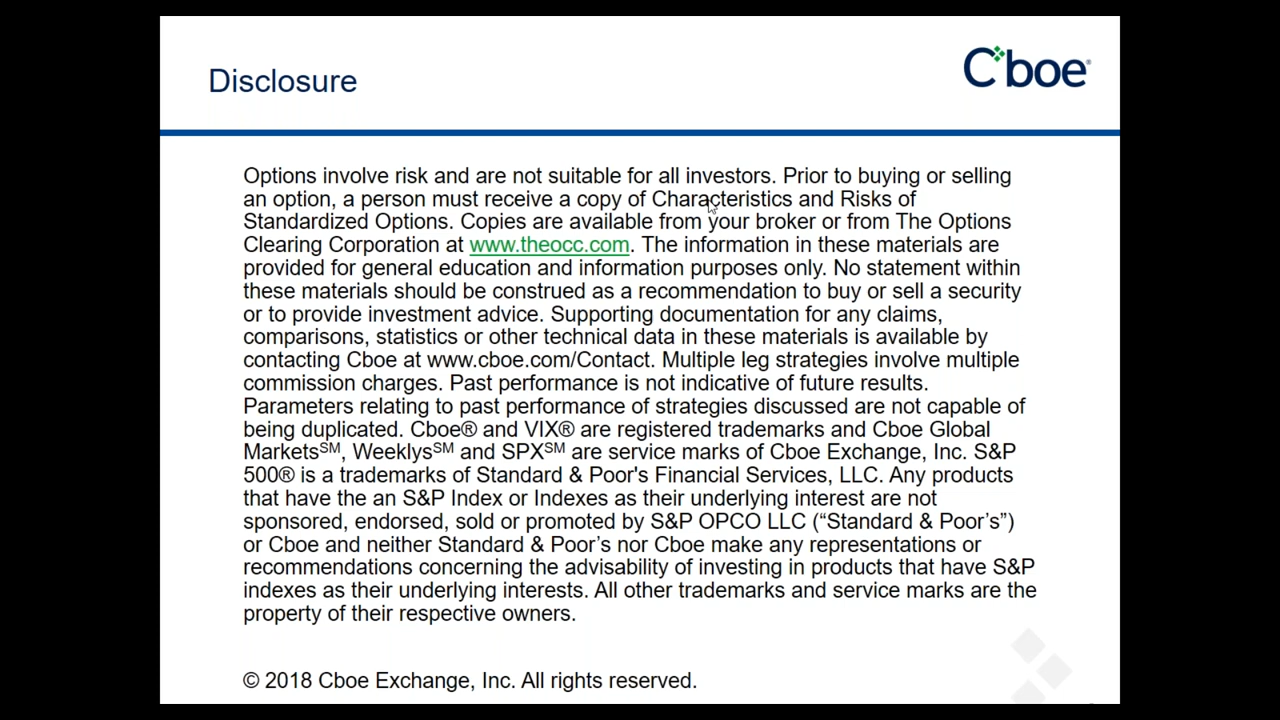 Disclosure
Cboe®
Options involve risk and are not suitable for all investors. Prior to buying or selling
an option, a person must receive a copy of Characteristics and Risks of
Standardized Options. Copies are available from your broker or from The Options
Clearing Corporation at www.theocc.com. The information in these materials are
provided for general education and information purposes only. No statement within
these materials should be construed as a recommendation to buy or sell a security
or to provide investment advice. Supporting documentation for any claims,
comparisons, statistics or other technical data in these materials is available by
contacting Cboe at www.cboe.com/Contact. Multiple leg strategies involve multiple
commission charges. Past performance is not indicative of future results.
Parameters relating to past performance of strategies discussed are not capable of
being duplicated. Cboe® and VIX® are registered trademarks and Cboe Global
Markets℠, Weeklys℠ and SPX℠ are service marks of Cboe Exchange, Inc. S&P
500® is a trademarks of Standard & Poor's Financial Services, LLC. Any products
that have the an S&P Index or Indexes as their underlying interest are not
sponsored, endorsed, sold or promoted by S&P OPCO LLC (“Standard & Poor’s”)
or Cboe and neither Standard & Poor’s nor Cboe make any representations or
recommendations concerning the advisability of investing in products that have S&P
indexes as their underlying interests. All other trademarks and service marks are the
property of their respective owners.
© 2018 Cboe Exchange, Inc. All rights reserved.